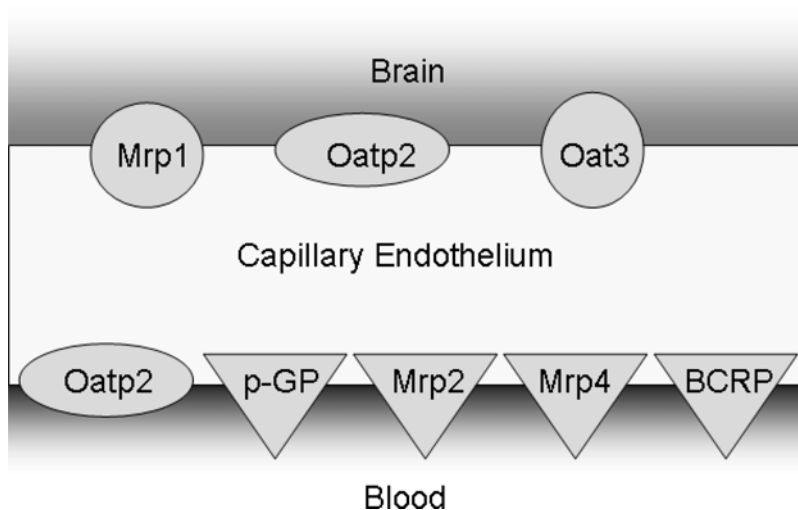 Brain
Mrp1 Oatp2 Oat3
Capillary Endothelium
Oatp2 p-GP Mrp2 Mrp4 BCRP
Blood